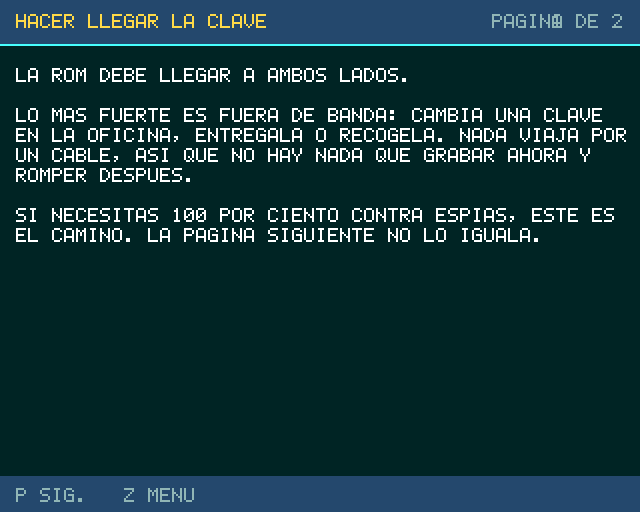 HACER LLEGAR LA CLAVE
PAGIN DE 2
LA ROM DEBE LLEGAR A AMBOS LADOS.
LO MAS FUERTE ES FUERA DE BANDA: CAMBIA UNA CLAVE
EN LA OFICINA, ENTREGALA O RECOGELA. NADA VIAJA POR
UN CABLE, ASI QUE NO HAY NADA QUE GRABAR AHORA Y
ROMPER DESPUES.
SI NECESITAS 100 POR CIENTO CONTRA ESPIAS, ESTE ES
EL CAMINO. LA PAGINA SIGUIENTE NO LO IGUALA.
P SIG. Z MENU